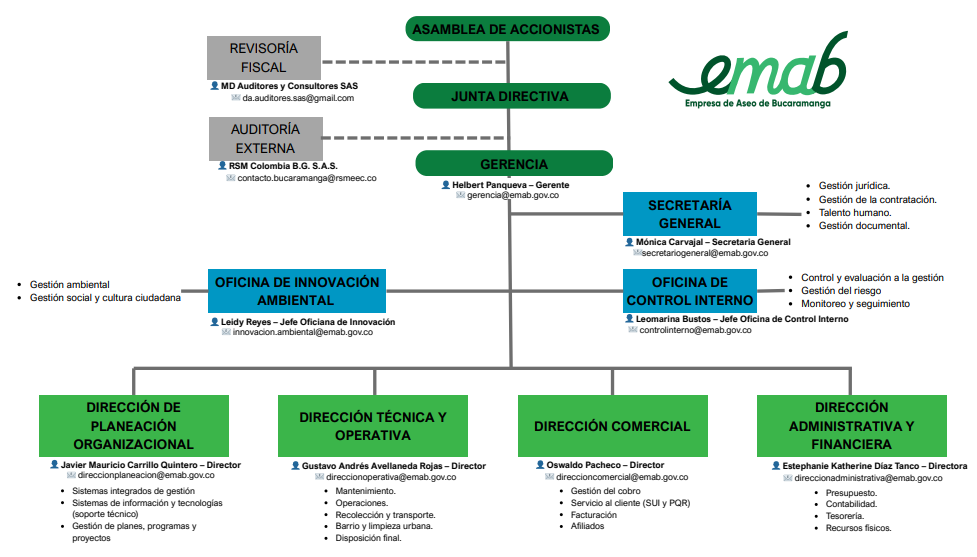 ASAMBLEA DE ACCIONISTAS
REVISORÍA
FISCAL
MD Auditores y Consultores SAS
da.auditores.sas@gmail.com
emab
Empresa de Aseo de Bucaramanga
JUNTA DIRECTIVA
AUDITORÍA
EXTERNA
RSM Colombia B.G. S.A.S.
contacto.bucaramanga@rsmeec.co
GERENCIA
Helbert Panqueva – Gerente
gerencia@emab.gov.co
SECRETARÍA
GENERAL
Mónica Carvajal – Secretaria General
secretariogeneral@emab.gov.co
• Gestión jurídica.
• Gestión de la contratación.
• Talento humano.
• Gestión documental.
• Gestión ambiental
• Gestión social y cultura ciudadana
OFICINA DE INNOVACIÓN
AMBIENTAL
Leidy Reyes – Jefe Oficiana de Innovación
innovacion.ambiental@emab.gov.co
OFICINA DE
CONTROL INTERNO
Leomarina Bustos – Jefe Oficina de Control Interno
controlinterno@emab.gov.co
• Control y evaluación a la gestión
• Gestión del riesgo
• Monitoreo y seguimiento
DIRECCIÓN DE
PLANEACIÓN
ORGANIZACIONAL
Javier Mauricio Carrillo Quintero – Director
direccionplaneacion@emab.gov.co
• Sistemas integrados de gestión
• Sistemas de información y tecnologías
(soporte técnico)
• Gestión de planes, programas y
proyectos
DIRECCIÓN TÉCNICA Y
OPERATIVA
Gustavo Andrés Avellaneda Rojas – Director
direccionoperativa@emab.gov.co
• Mantenimiento.
• Operaciones.
• Recolección y transporte.
• Barrio y limpieza urbana.
• Disposición final.
DIRECCIÓN COMERCIAL
Oswaldo Pacheco – Director
direccioncomercial@emab.gov.co
• Gestión del cobro
• Servicio al cliente (SUI y PQR)
• Facturación
• Afiliados
DIRECCIÓN
ADMINISTRATIVA Y
FINANCIERA
Estephanie Katherine Díaz Tanco – Directora
direccionadministrativa@emab.gov.co
• Presupuesto.
• Contabilidad.
• Tesorería.
• Recursos físicos.